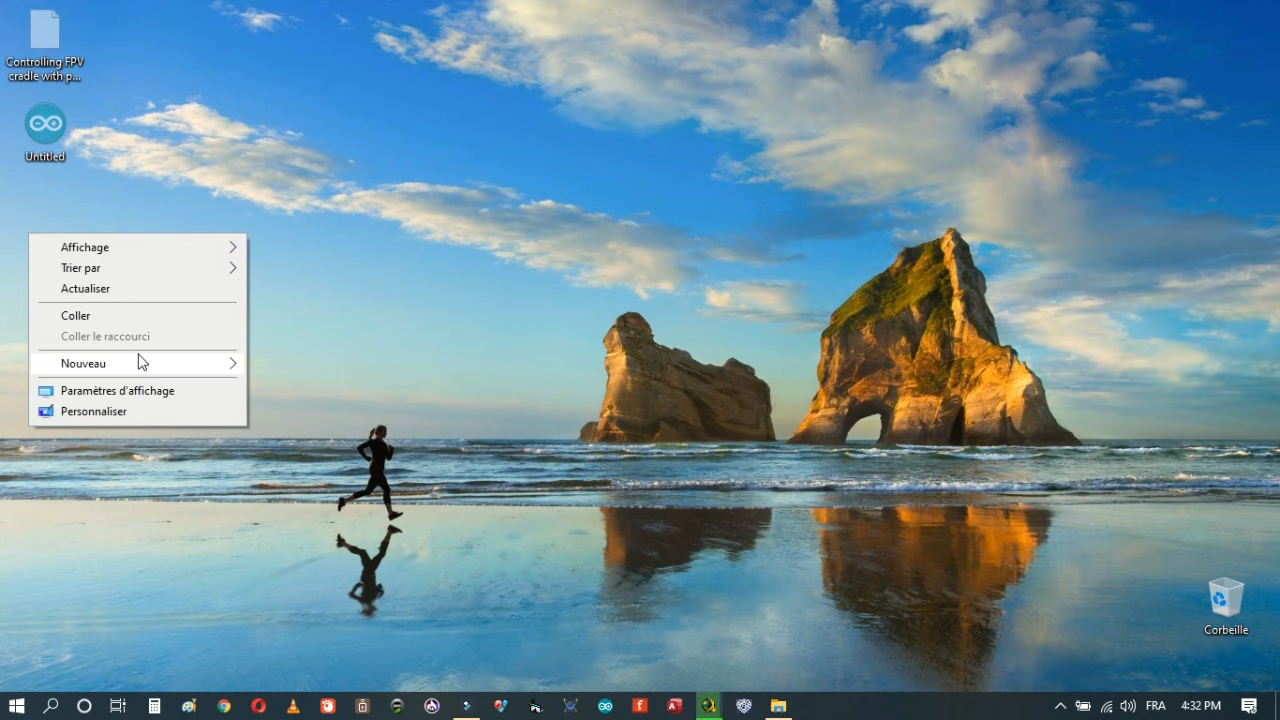 Controlling FPV
cradle with p...
Untitled
Affichage
Trier par
Actualiser
Coller
Coller le raccourci
Nouveau
Paramètres d'affichage
Personnaliser
Corbeille
FRA
4:32 PM